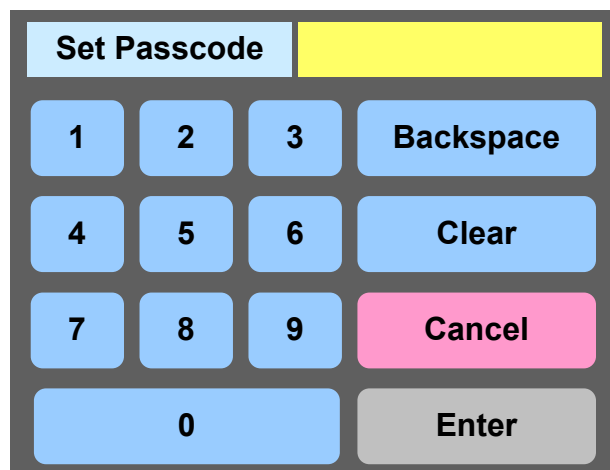 Set Passcode
1 2 3 Backspace
4 5 6 Clear
7 8 9 Cancel
0 Enter